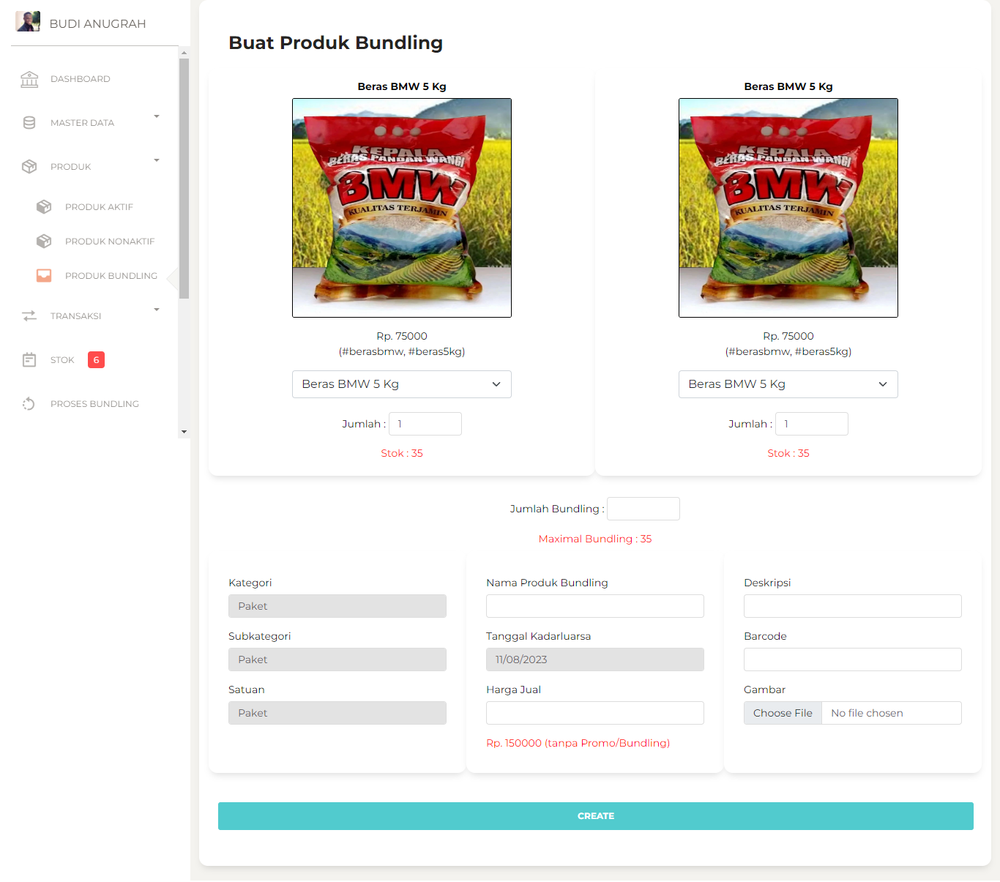 BUDI ANUGRAH
DASHBOARD
MASTER DATA
PRODUK
PRODUK AKTIF
PRODUK NONAKTIF
PRODUK BUNDLING
TRANSAKSI
STOK 6
PROSES BUNDLING
Buat Produk Bundling
Beras BMW 5 Kg
KEPALA
BERAS PANDAN WANGI
BMW
KUALITAS TERJAMIN
Rp. 75000
(#berasbmw, #beras5kg)
Beras BMW 5 Kg
Jumlah : 1
Stok : 35
Beras BMW 5 Kg
KEPALA
BERAS PANDAN WANGI
BMW
KUALITAS TERJAMIN
Rp. 75000
(#berasbmw, #beras5kg)
Beras BMW 5 Kg
Jumlah : 1
Stok : 35
Jumlah Bundling :
Maximal Bundling : 35
Kategori
Paket
Subkategori
Paket
Satuan
Paket
Nama Produk Bundling
Tanggal Kadarluarsa
11/08/2023
Harga Jual
Rp. 150000 (tanpa Promo/Bundling)
Deskripsi
Barcode
Gambar
Choose File No file chosen
CREATE